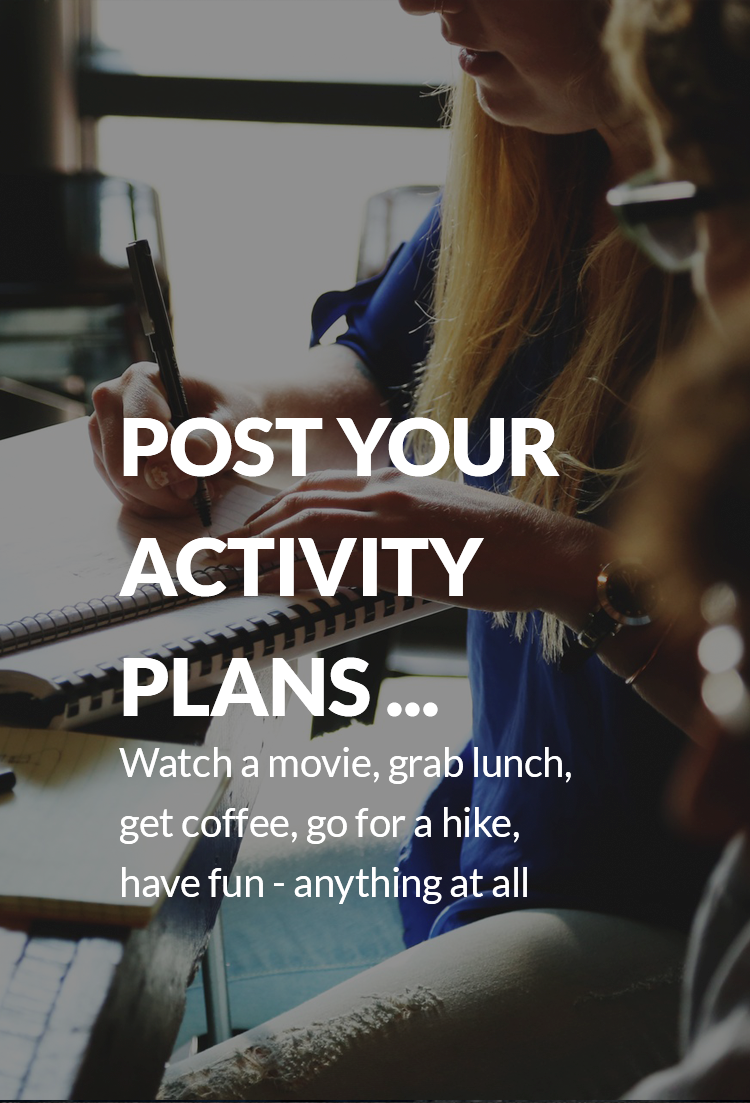 POST YOUR
ACTIVITY
PLANS ...
Watch a movie, grab lunch,
get coffee, go for a hike,
have fun - anything at all